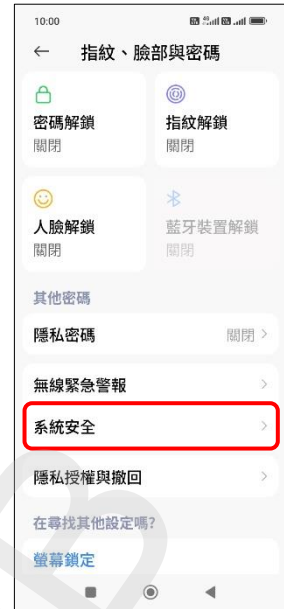 10:00
指紋、臉部與密碼
密碼解鎖
關閉
指紋解鎖
關閉
人臉解鎖
關閉
藍牙裝置解鎖
關閉
其他密碼
隱私密碼 關閉
無線緊急警報
系統安全
隱私授權與撤回
在尋找其他設定嗎?
螢幕鎖定